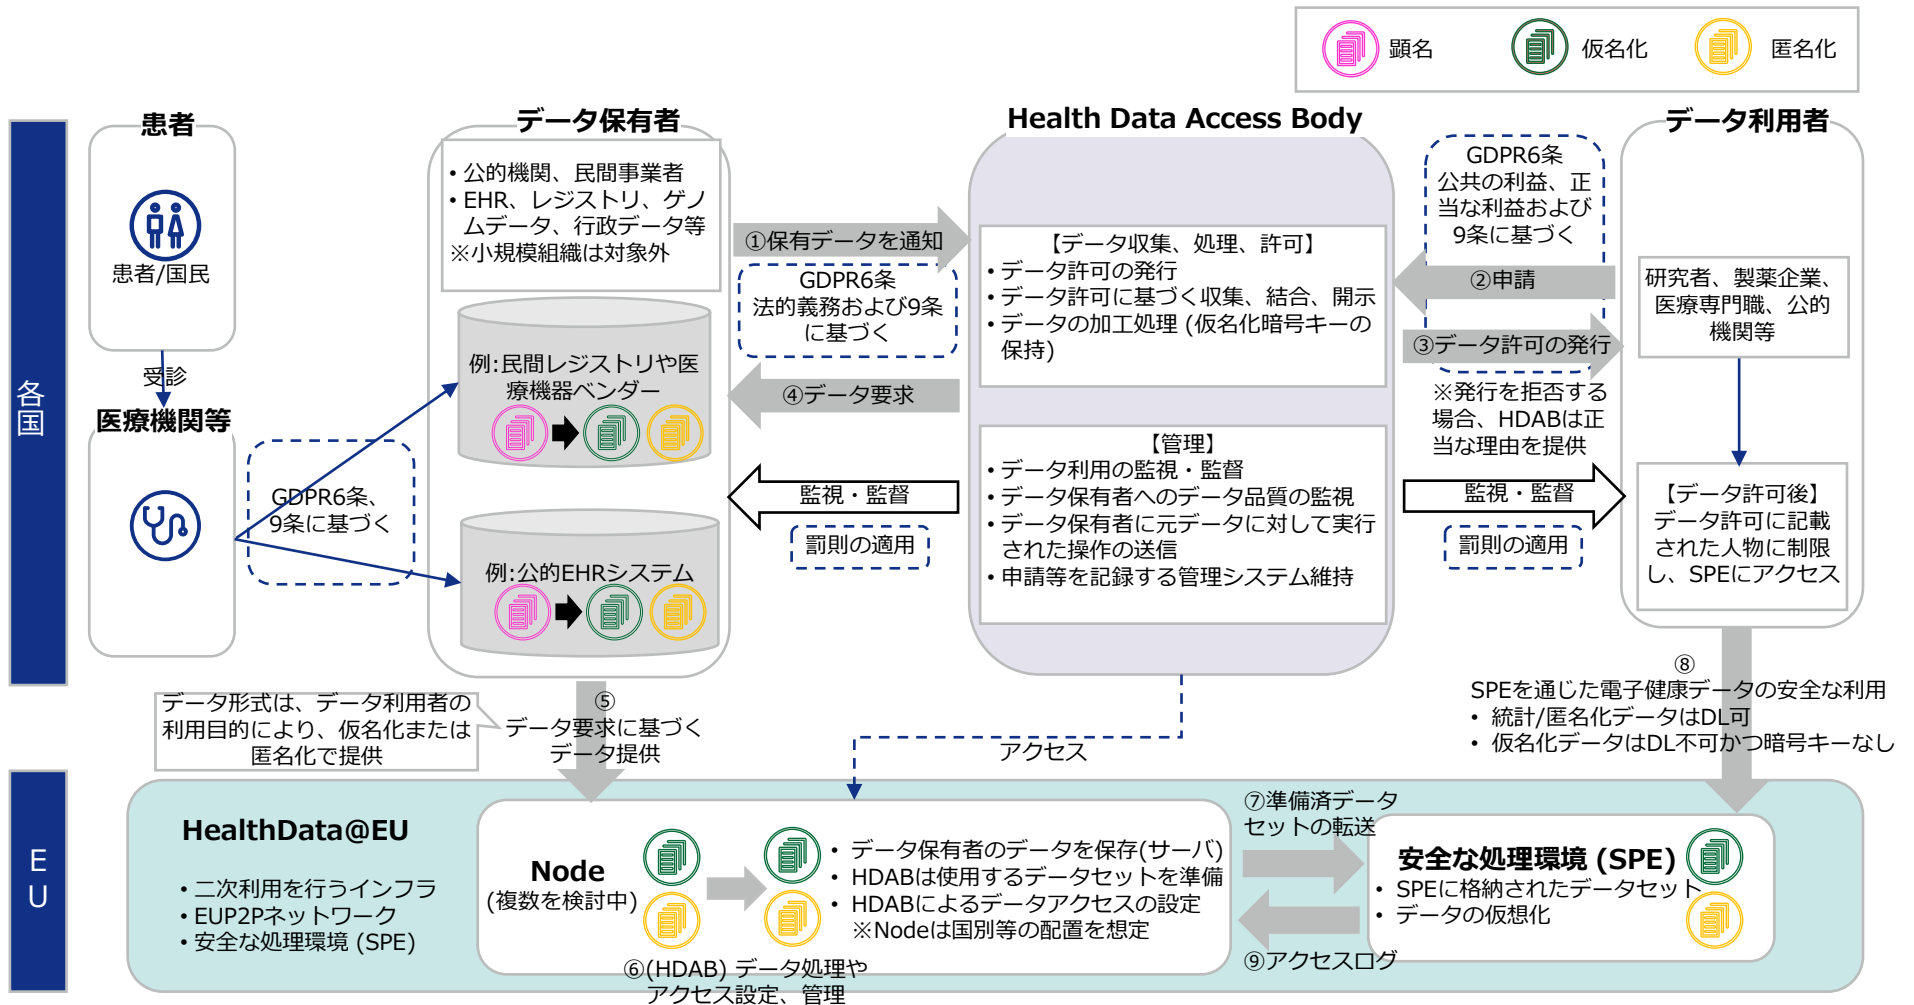 顕名
仮名化
匿名化
各国
患者
患者/国民
受診
医療機関等
GDPR6条、
9条に基づく
データ保有者
• 公的機関、民間事業者
• EHR、レジストリ、ゲノ
ムデータ、行政データ等
※小規模組織は対象外
例:民間レジストリや医
療機器ベンダー
例:公的EHRシステム
①保有データを通知
GDPR6条
法的義務および9条
に基づく
④データ要求
監視・監督
罰則の適用
Health Data Access Body
【データ収集、処理、許可】
• データ許可の発行
• データ許可に基づく収集、結合、開示
• データの加工処理 (仮名化暗号キーの
保持)
【管理】
• データ利用の監視・監督
• データ保有者へのデータ品質の監視
• データ保有者に元データに対して実行
された操作の送信
• 申請等を記録する管理システム維持
GDPR6条
公共の利益、正
当な利益および
9条に基づく
②申請
③データ許可の発行
※発行を拒否する
場合、HDABは正
当な理由を提供
監視・監督
罰則の適用
データ利用者
研究者、製薬企業、
医療専門職、公的
機関等
【データ許可後】
データ許可に記載
された人物に制限
し、SPEにアクセス
データ形式は、データ利用者の
利用目的により、仮名化または
匿名化で提供
⑤
データ要求に基づく
データ提供
アクセス
⑧
SPEを通じた電子健康データの安全な利用
• 統計/匿名化データはDL可
• 仮名化データはDL不可かつ暗号キーなし
EU
HealthData@EU
• 二次利用を行うインフラ
• EUP2Pネットワーク
• 安全な処理環境 (SPE)
Node
(複数を検討中)
• データ保有者のデータを保存(サーバ)
• HDABは使用するデータセットを準備
• HDABによるデータアクセスの設定
※Nodeは国別等の配置を想定
⑥(HDAB) データ処理や
アクセス設定、管理
⑦準備済データ
セットの転送
⑨アクセスログ
安全な処理環境 (SPE)
• SPEに格納されたデータセット
• データの仮想化